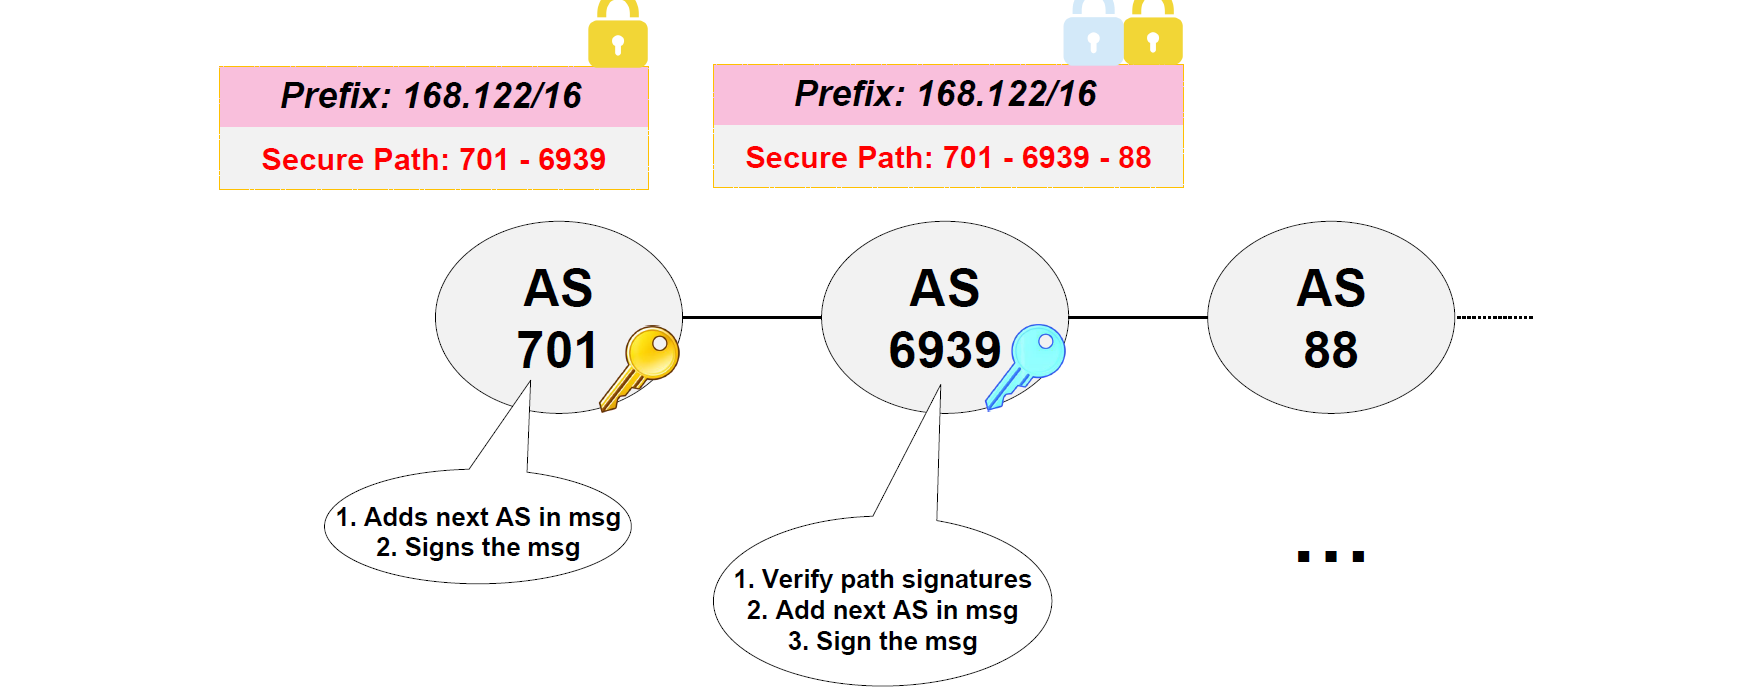 Prefix: 168.122/16
Secure Path: 701 - 6939
Prefix: 168.122/16
Secure Path: 701 - 6939 - 88
AS
701
AS
6939
AS
88
1. Adds next AS in msg
2. Signs the msg
1. Verify path signatures
2. Add next AS in msg
3. Sign the msg
...